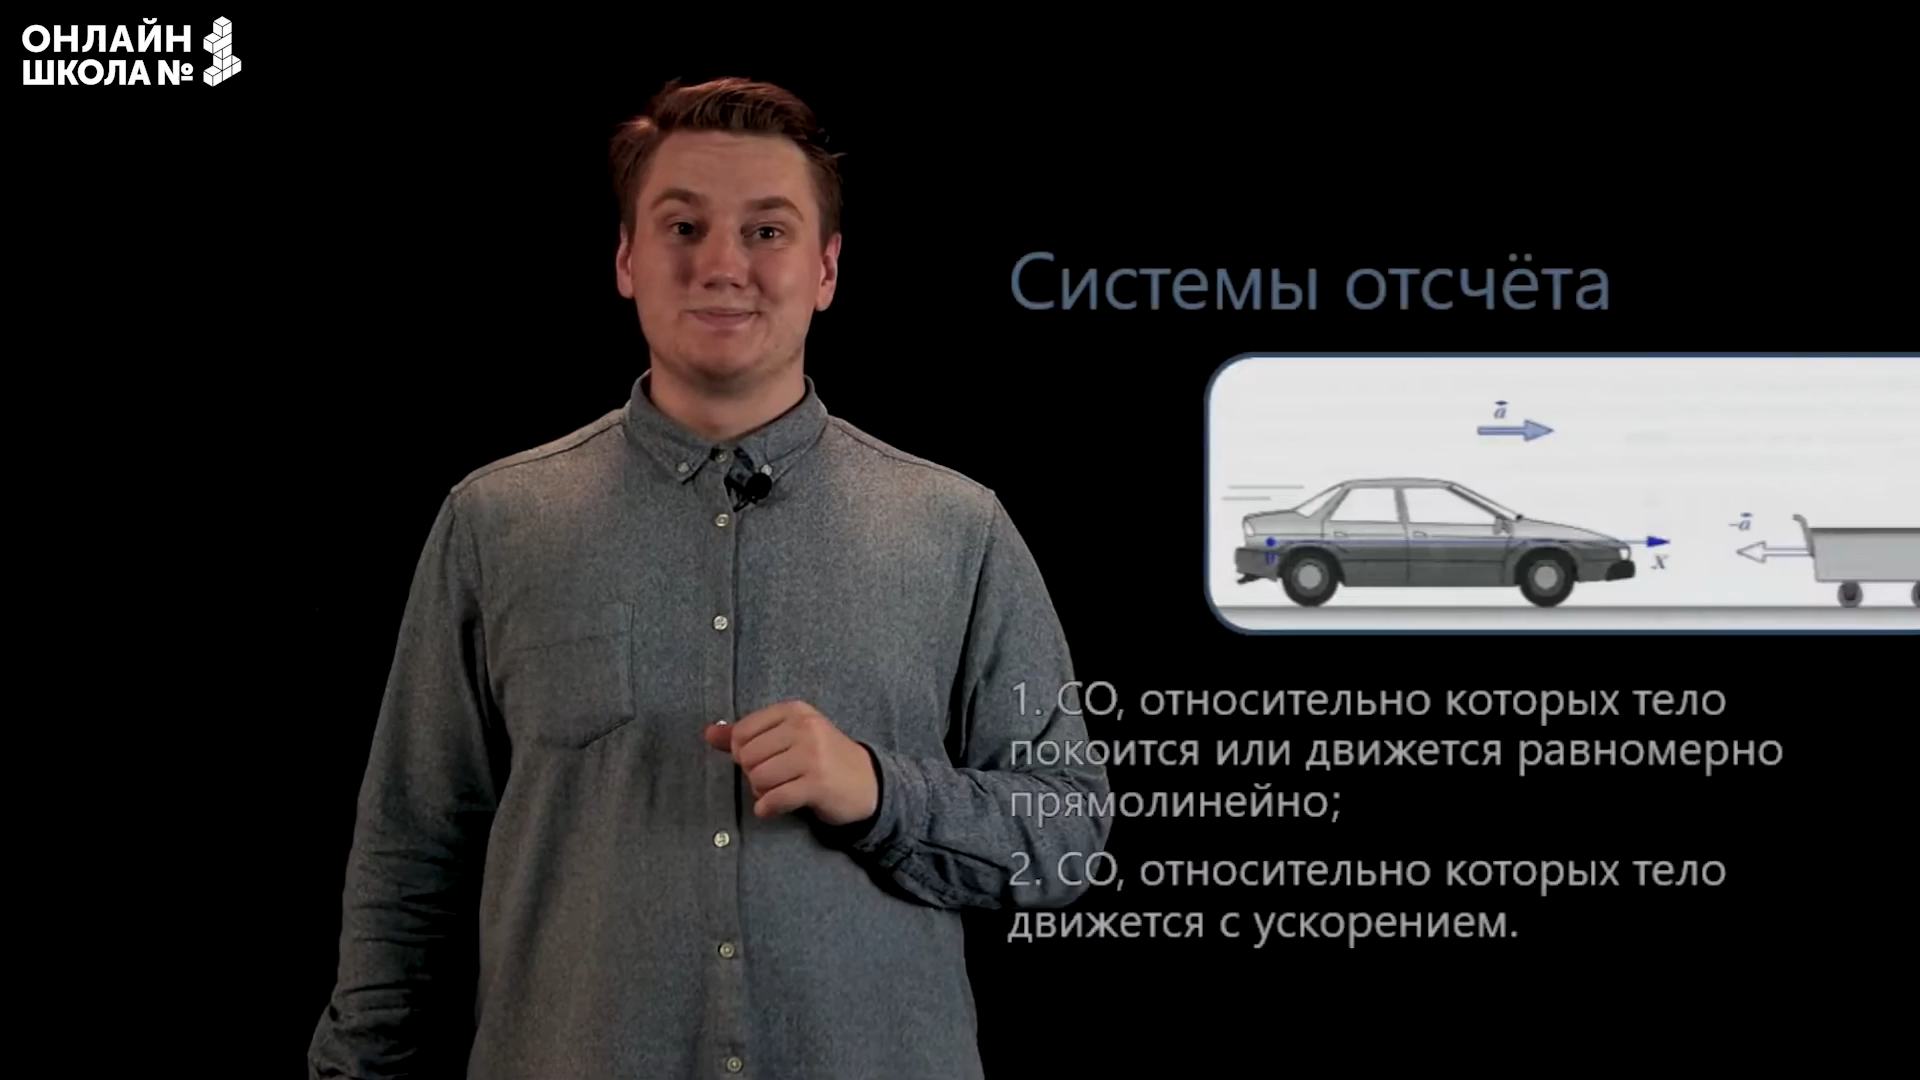 ОНЛАЙН
ШКОЛА №1
Системы отсчёта
a
-a
x
1. СО, относительно которых тело
покоится или движется равномерно
прямолинейно;
2. СО, относительно которых тело
движется с ускорением.